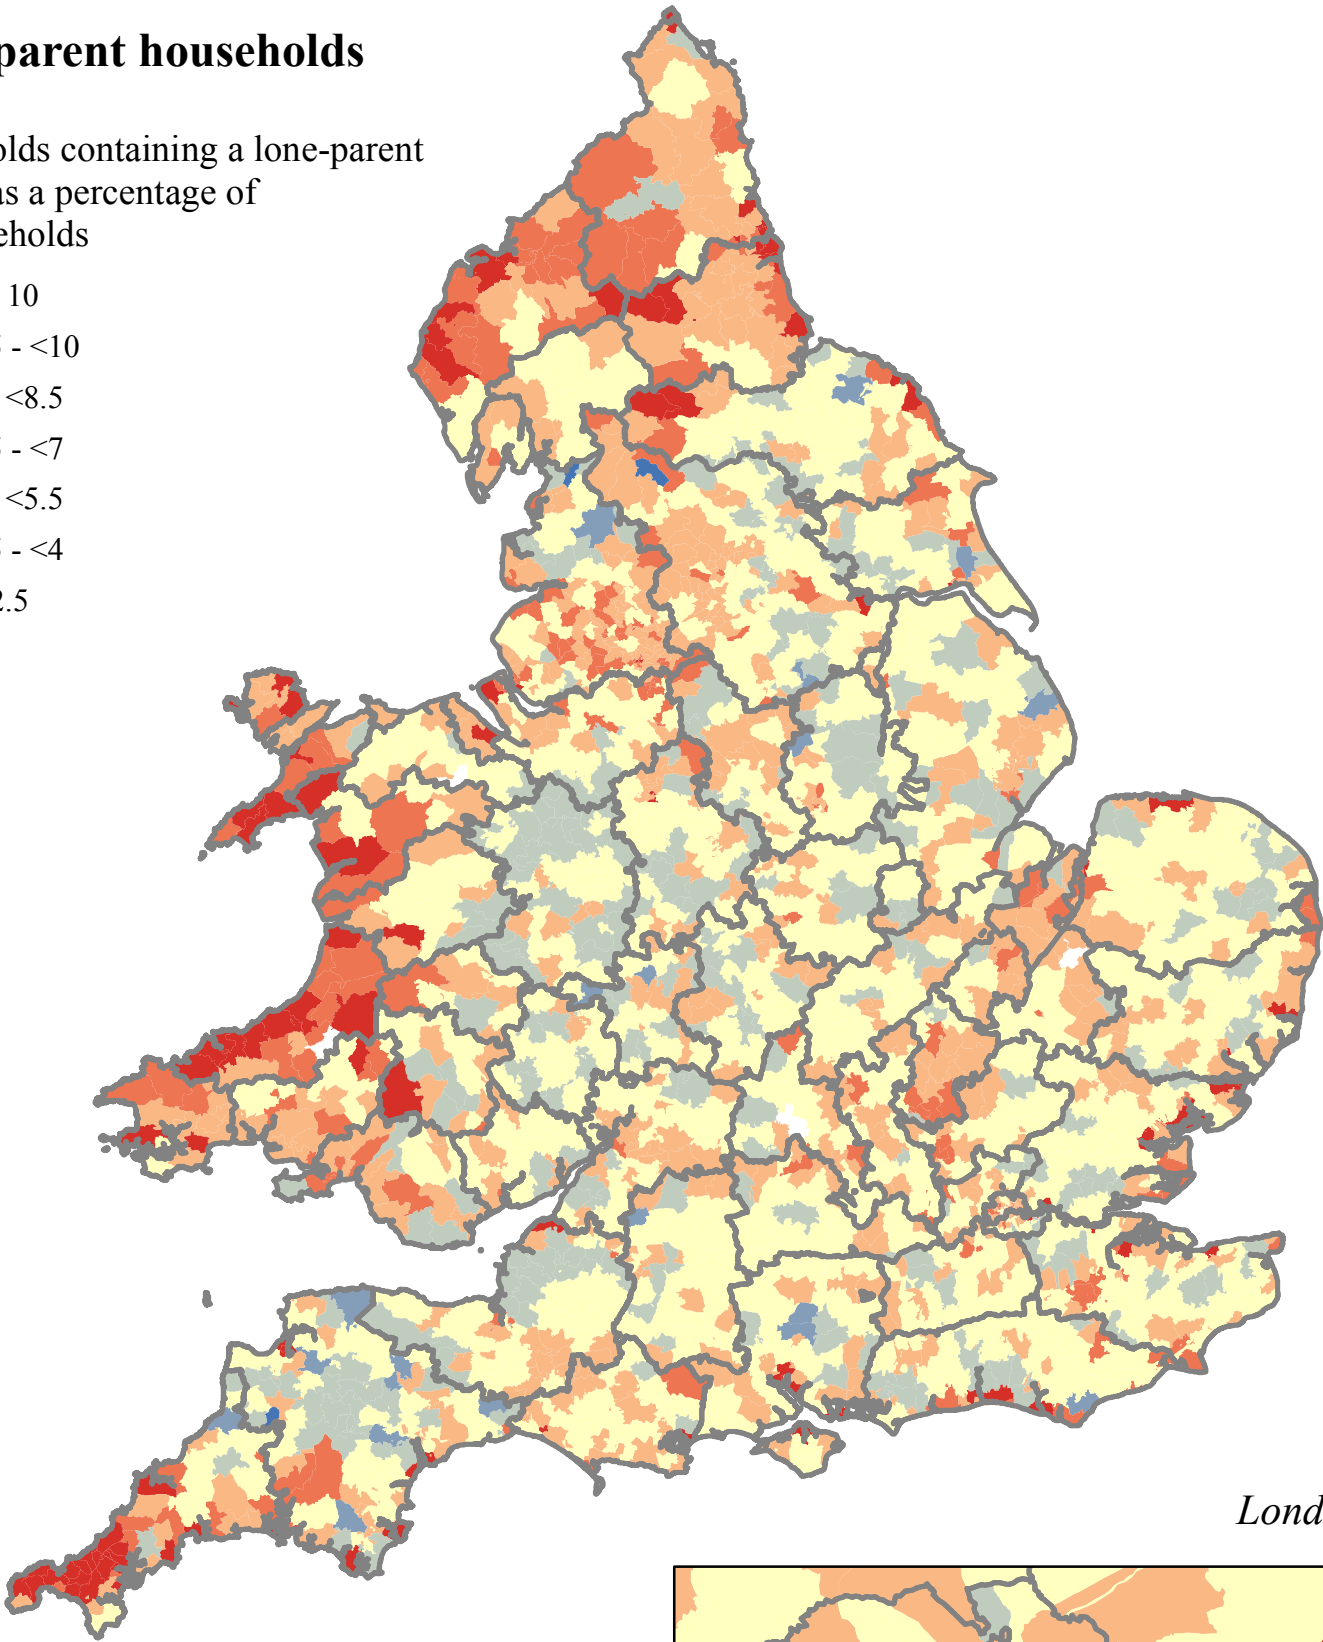 parent households
olds containing a lone-parent
as a percentage of
eholds
10
- <10
<8.5
- <7
<5.5
- <4
2.5
Lond